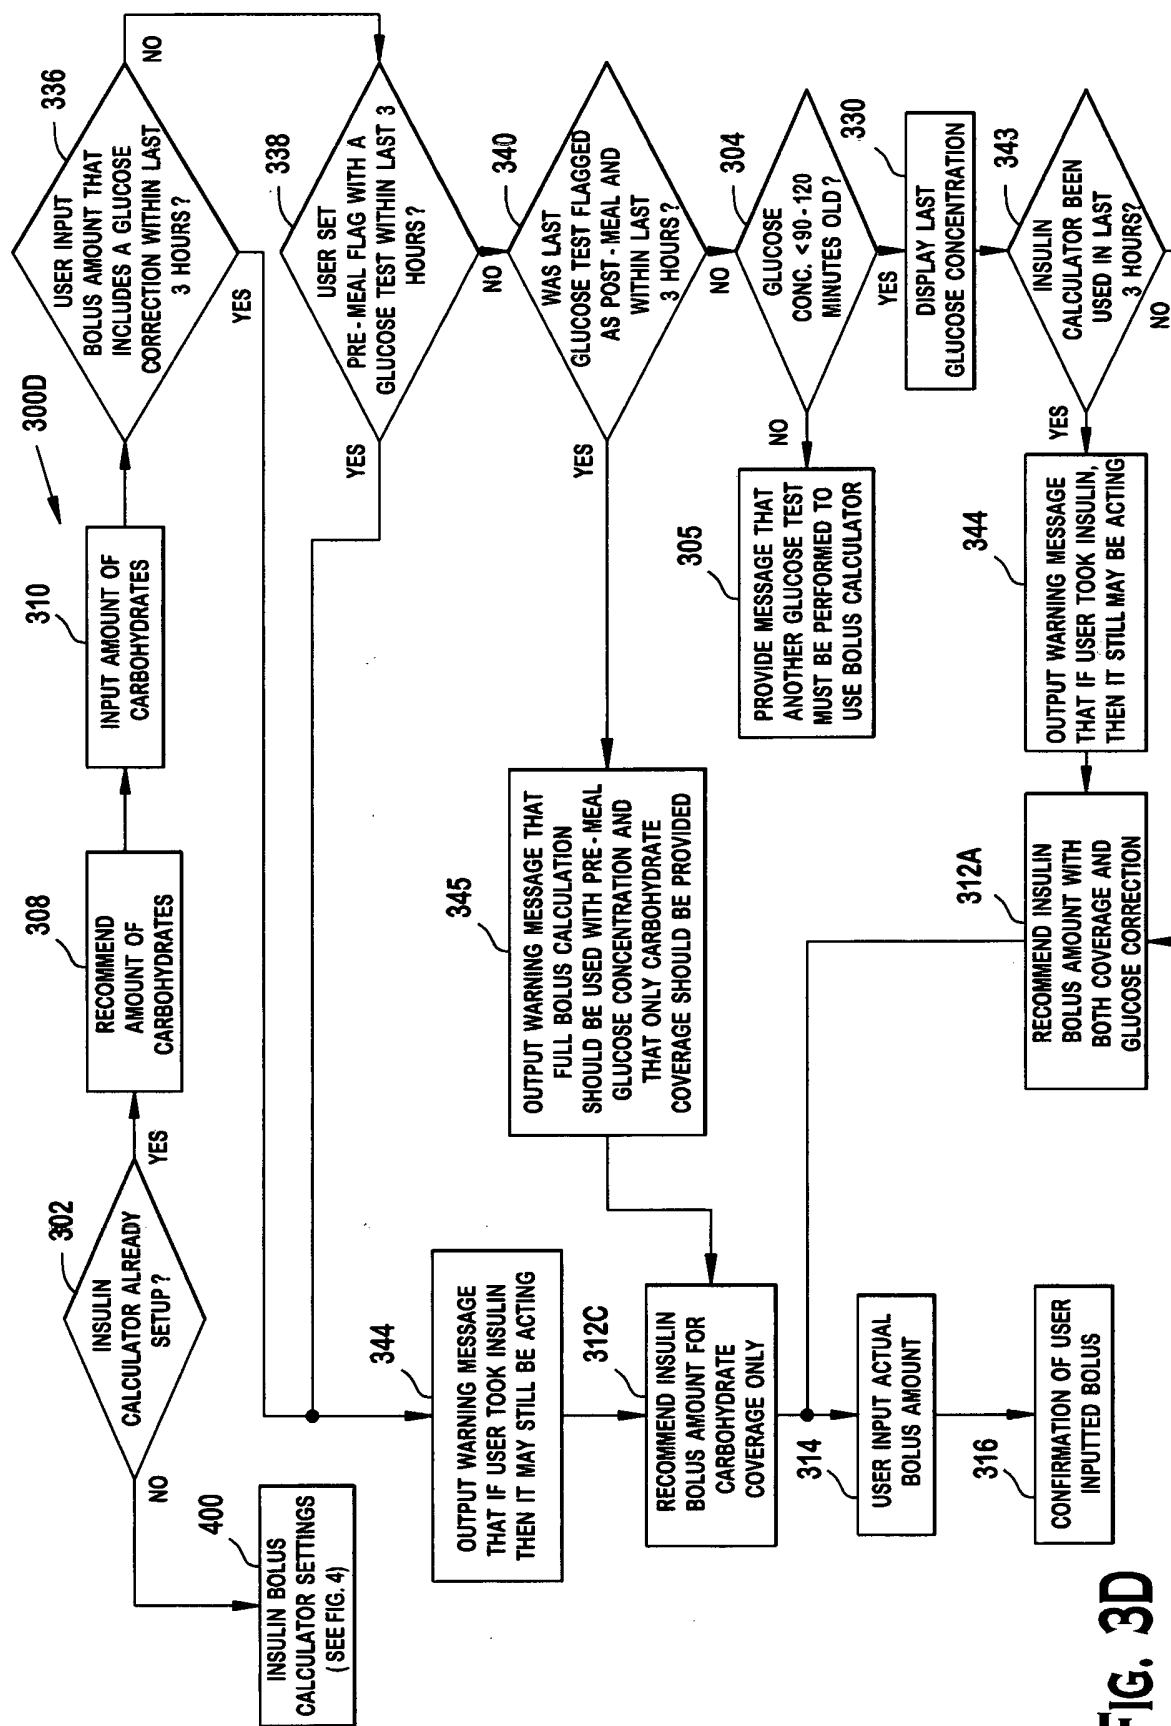 300D
302
INSULIN
CALCULATOR ALREADY
SETUP?
YES
NO
400
INSULIN BOLUS
CALCULATOR SETTINGS
(SEE FIG. 4)
308
RECOMMEND
AMOUNT OF
CARBOHYDRATES
310
INPUT AMOUNT OF
CARBOHYDRATES
336
USER INPUT
BOLUS AMOUNT THAT
INCLUDES A GLUCOSE
CORRECTION WITHIN LAST
3 HOURS?
NO
YES
338
USER SET
PRE-MEAL FLAG WITH A
GLUCOSE TEST WITHIN LAST 3
HOURS?
YES
NO
340
WAS LAST
GLUCOSE TEST FLAGGED
AS POST-MEAL AND
WITHIN LAST
3 HOURS?
YES
NO
304
GLUCOSE
CONC. <90-120
MINUTES OLD?
NO
YES
305
PROVIDE MESSAGE THAT
ANOTHER GLUCOSE TEST
MUST BE PERFORMED TO
USE BOLUS CALCULATOR
330
DISPLAY LAST
GLUCOSE CONCENTRATION
343
INSULIN
CALCULATOR BEEN
USED IN LAST
3 HOURS?
YES
NO
344
OUTPUT WARNING MESSAGE
THAT IF USER TOOK INSULIN,
THEN IT STILL MAY BE ACTING
312A
RECOMMEND INSULIN
BOLUS AMOUNT WITH
BOTH COVERAGE AND
GLUCOSE CORRECTION
345
OUTPUT WARNING MESSAGE THAT
FULL BOLUS CALCULATION
SHOULD BE USED WITH PRE-MEAL
GLUCOSE CONCENTRATION AND
THAT ONLY CARBOHYDRATE
COVERAGE SHOULD BE PROVIDED
344
OUTPUT WARNING MESSAGE
THAT IF USER TOOK INSULIN
THEN IT MAY STILL BE ACTING
312C
RECOMMEND INSULIN
BOLUS AMOUNT FOR
CARBOHYDRATE
COVERAGE ONLY
314
USER INPUT ACTUAL
BOLUS AMOUNT
316
CONFIRMATION OF USER
INPUTTED BOLUS
FIG. 3D